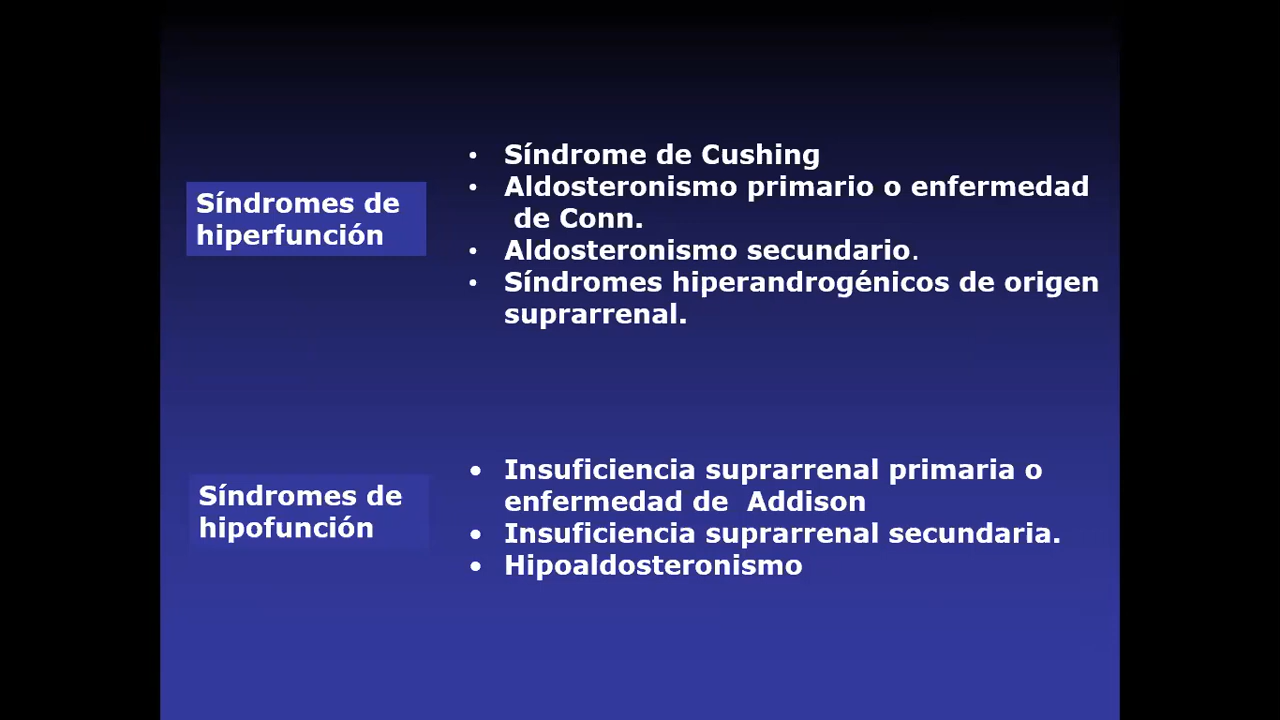 Síndromes de
hiperfunción
• Síndrome de Cushing
• Aldosteronismo primario o enfermedad
de Conn.
• Aldosteronismo secundario.
• Síndromes hiperandrogénicos de origen
suprarrenal.
Síndromes de
hipofunción
• Insuficiencia suprarrenal primaria o
enfermedad de  Addison
• Insuficiencia suprarrenal secundaria.
• Hipoaldosteronismo